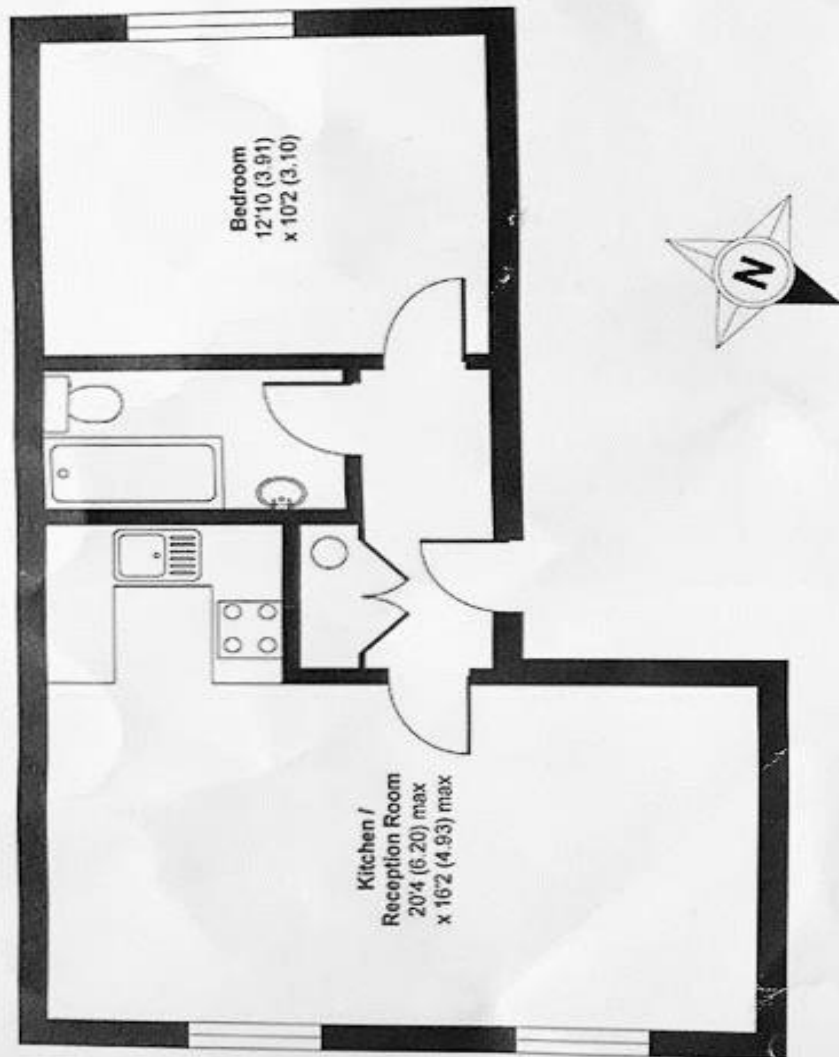 Bedroom
12'10 (3.91)
x 10'2 (3.10)
Kitchen /
Reception Room
20'4 (6.20) max
x 16'2 (4.93) max
N